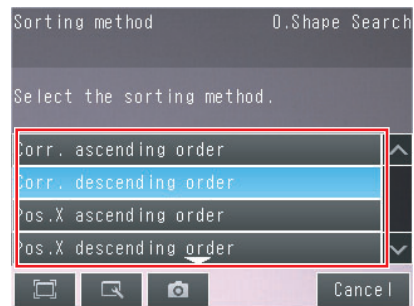 Sorting method 0.Shape Search
Select the sorting method.
Corr. ascending order
Corr. descending order
Pos.X ascending order
Pos.X descending order
Cancel